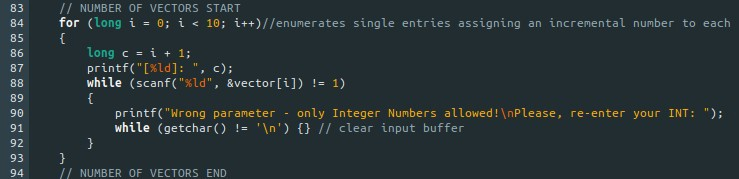 83 // NUMBER OF VECTORS START
84 for (long i = 0; i < 10; i++)//enumerates single entries assigning an incremental number to each
85 {
86 long c = i + 1;
87 printf("[%ld]: ", c);
88 while (scanf("%ld", &vector[i]) != 1)
89 {
90 printf("Wrong parameter - only Integer Numbers allowed!\nPlease, re-enter your INT: ");
91 while (getchar() != '\n') {} // clear input buffer
92 }
93 }
94 // NUMBER OF VECTORS END